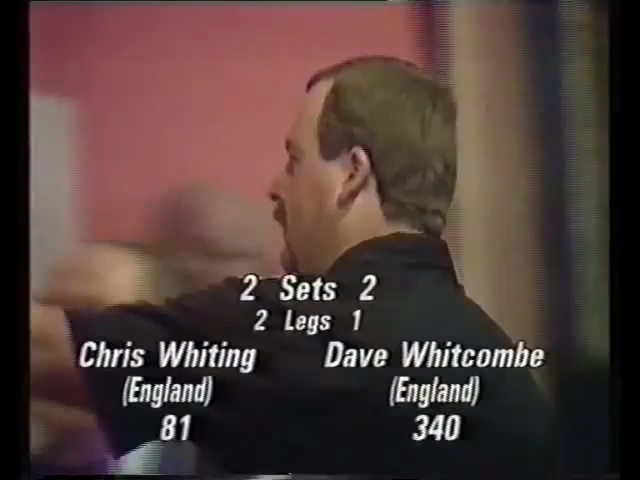 2 Sets 2
2 Legs 1
Chris Whiting Dave Whitcombe
(England) (England)
81 340